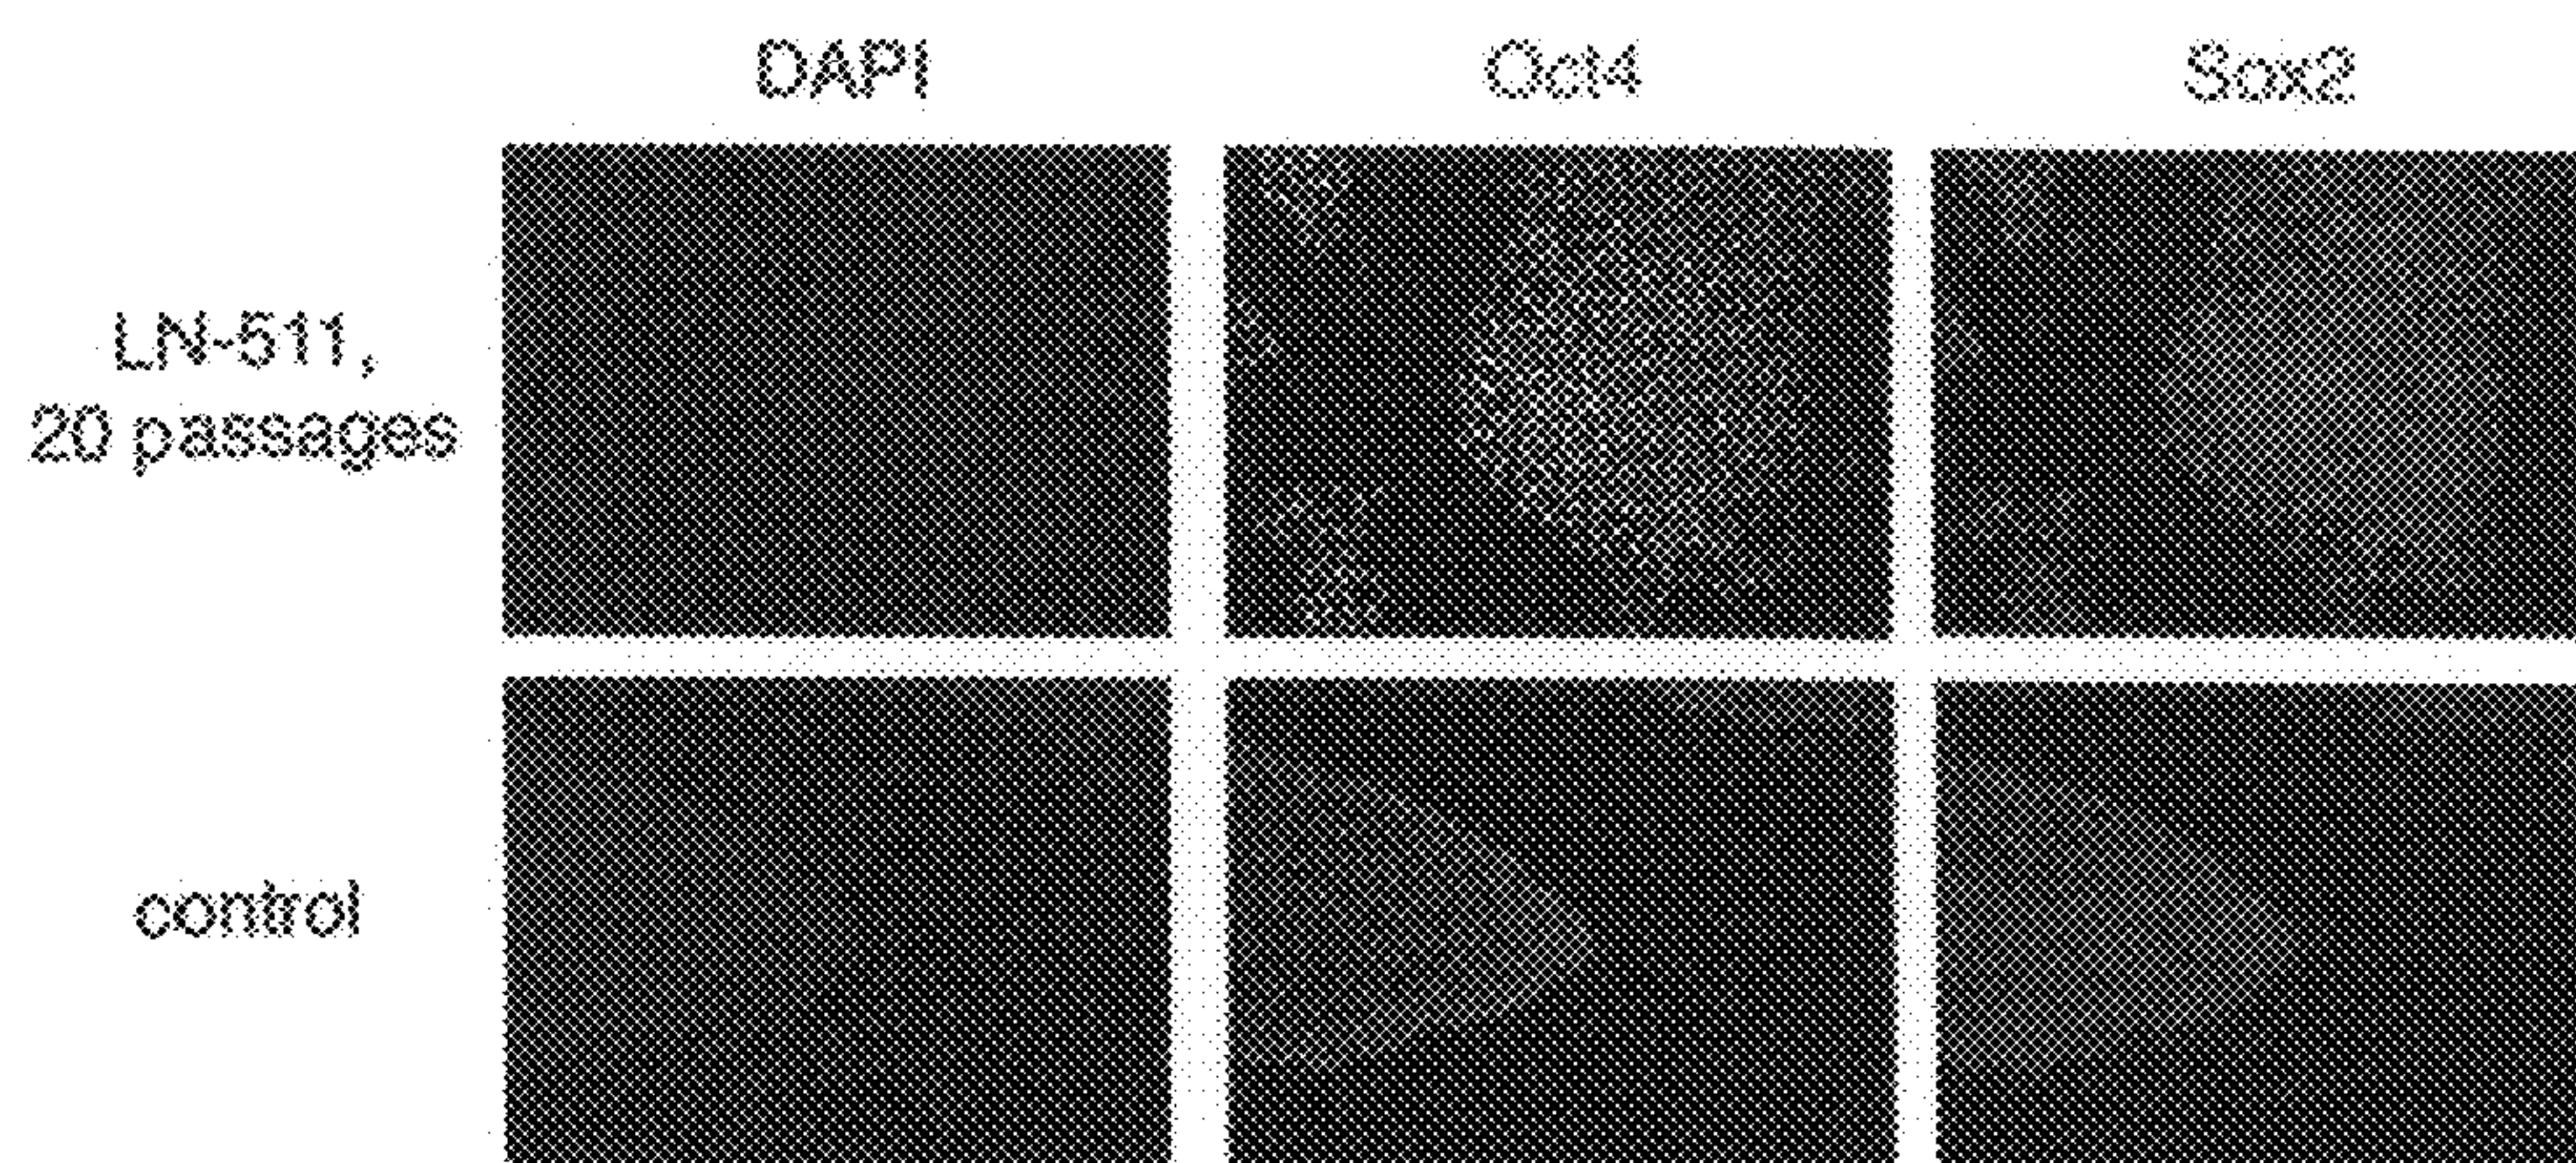 DAPI Oct4 Sox2
LN-511,
20 passages
control